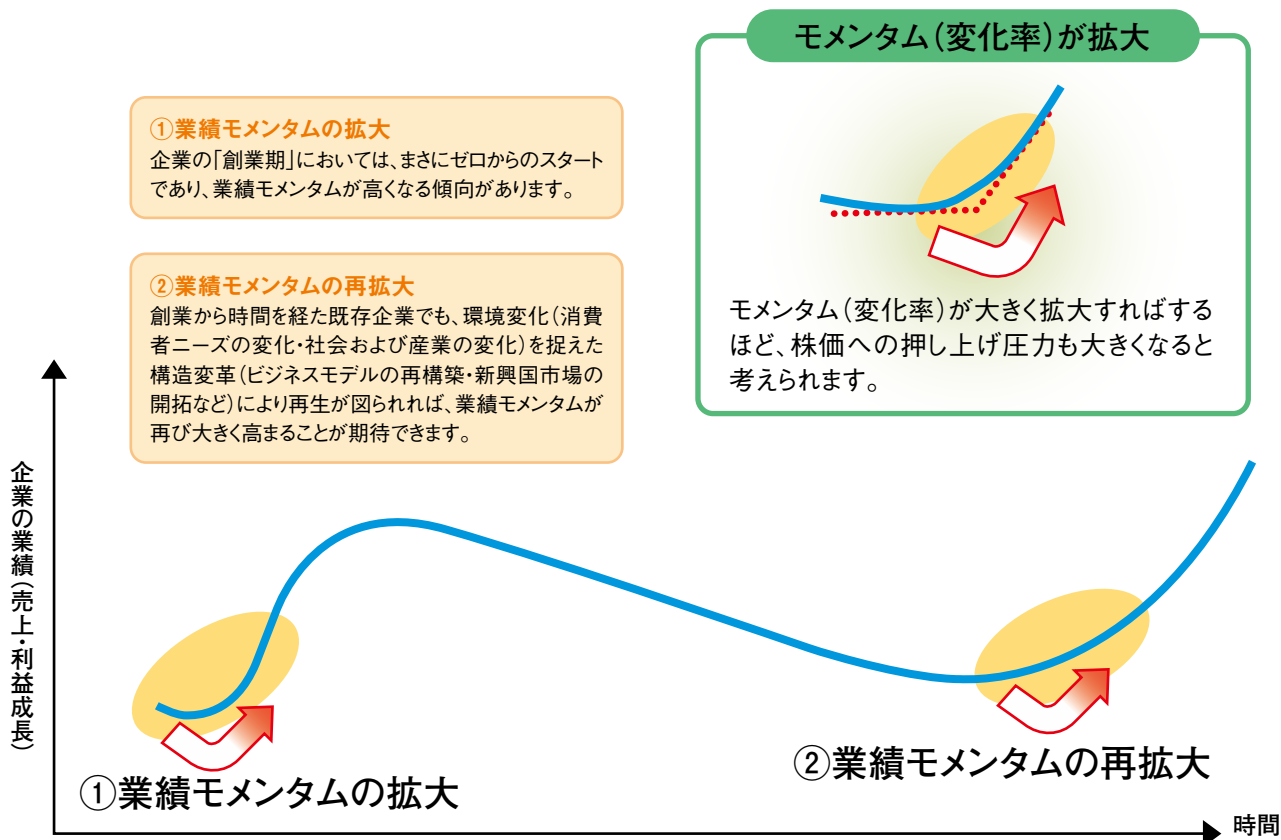 モメンタム(変化率)が拡大
モメンタム(変化率)が大きく拡大すればする
ほど、株価への押し上げ圧力も大きくなると
考えられます。
①業績モメンタムの拡大
企業の「創業期」においては、まさにゼロからのスタート
であり、業績モメンタムが高くなる傾向があります。
②業績モメンタムの再拡大
創業から時間を経た既存企業でも、環境変化(消費
者ニーズの変化・社会および産業の変化)を捉えた
構造変革(ビジネスモデルの再構築・新興国市場の
開拓など)により再生が図られれば、業績モメンタムが
再び大きく高まることが期待できます。
企業の業績(売上・利益成長)
①業績モメンタムの拡大
②業績モメンタムの再拡大
時間